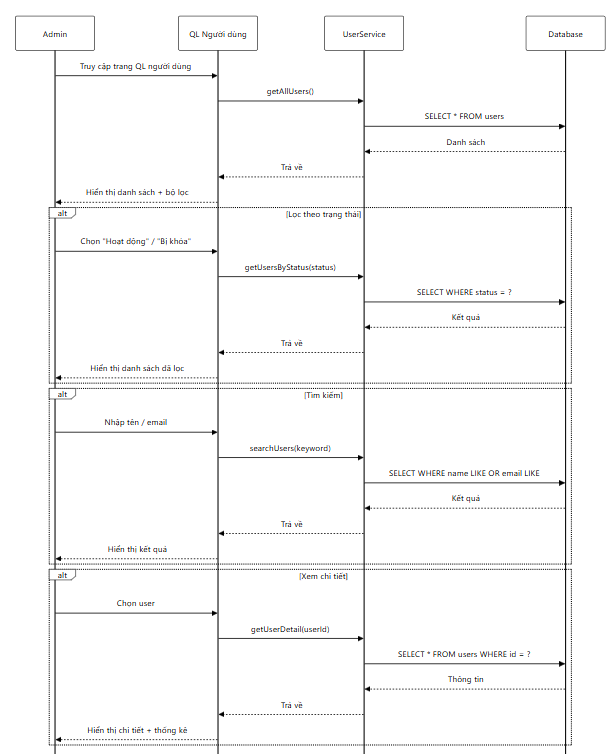 Admin
QL Người dùng
UserService
Database
Truy cập trang QL người dùng
getAllUsers()
SELECT * FROM users
Danh sách
Trả về
Hiển thị danh sách + bộ lọc
alt
[Lọc theo trạng thái]
Chọn "Hoạt động" / "Bị khóa"
getUsersByStatus(status)
SELECT WHERE status = ?
Kết quả
Trả về
Hiển thị danh sách đã lọc
alt
[Tìm kiếm]
Nhập tên / email
searchUsers(keyword)
SELECT WHERE name LIKE OR email LIKE
Kết quả
Trả về
Hiển thị kết quả
alt
[Xem chi tiết]
Chọn user
getUserDetail(userId)
SELECT * FROM users WHERE id = ?
Thông tin
Trả về
Hiển thị chi tiết + thống kê